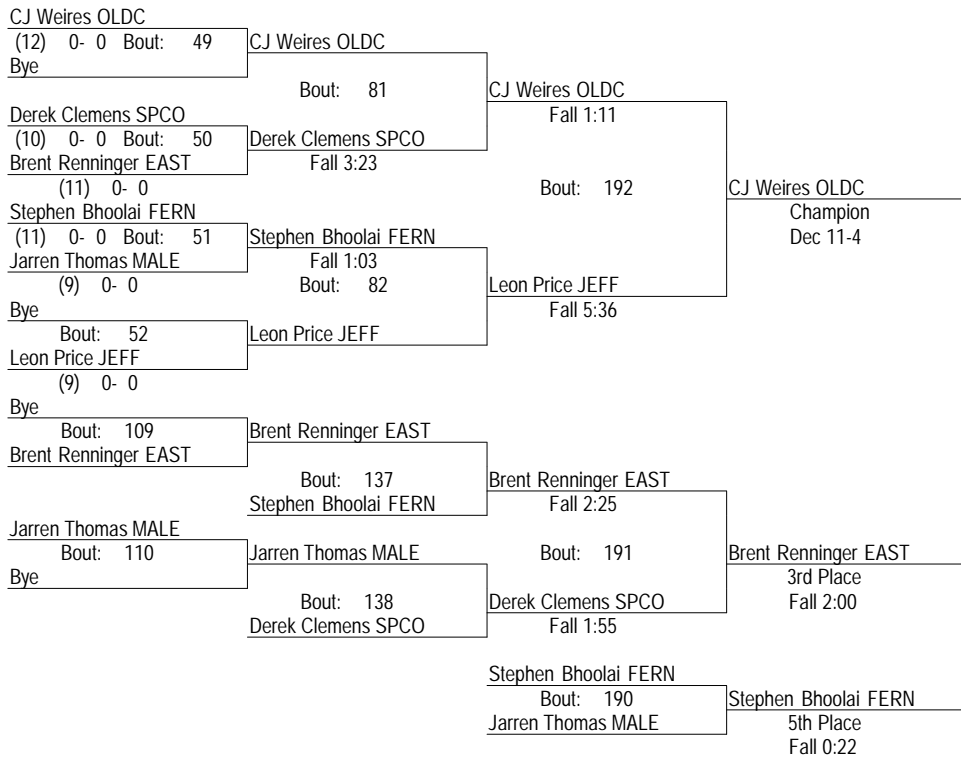 CJ Weires OLDC
(12) 0- 0 Bout: 49 CJ Weires OLDC
Bye
Bout: 81 CJ Weires OLDC
Derek Clemens SPCO Fall 1:11
(10) 0- 0 Bout: 50 Derek Clemens SPCO
Brent Renninger EAST Fall 3:23
(11) 0- 0 Bout: 192 CJ Weires OLDC
Stephen Bhoolai FERN Champion
(11) 0- 0 Bout: 51 Stephen Bhoolai FERN Dec 11-4
Jarren Thomas MALE Fall 1:03
(9) 0- 0 Bout: 82 Leon Price JEFF
Bye Fall 5:36
Bout: 52 Leon Price JEFF
Leon Price JEFF
(9) 0- 0
Bye
Bout: 109 Brent Renninger EAST
Brent Renninger EAST
Bout: 137 Brent Renninger EAST
Stephen Bhoolai FERN Fall 2:25
Jarren Thomas MALE
Bout: 110 Jarren Thomas MALE Bout: 191 Brent Renninger EAST
Bye 3rd Place
Bout: 138 Derek Clemens SPCO Fall 2:00
Derek Clemens SPCO Fall 1:55
Stephen Bhoolai FERN
Bout: 190 Stephen Bhoolai FERN
Jarren Thomas MALE 5th Place
Fall 0:22